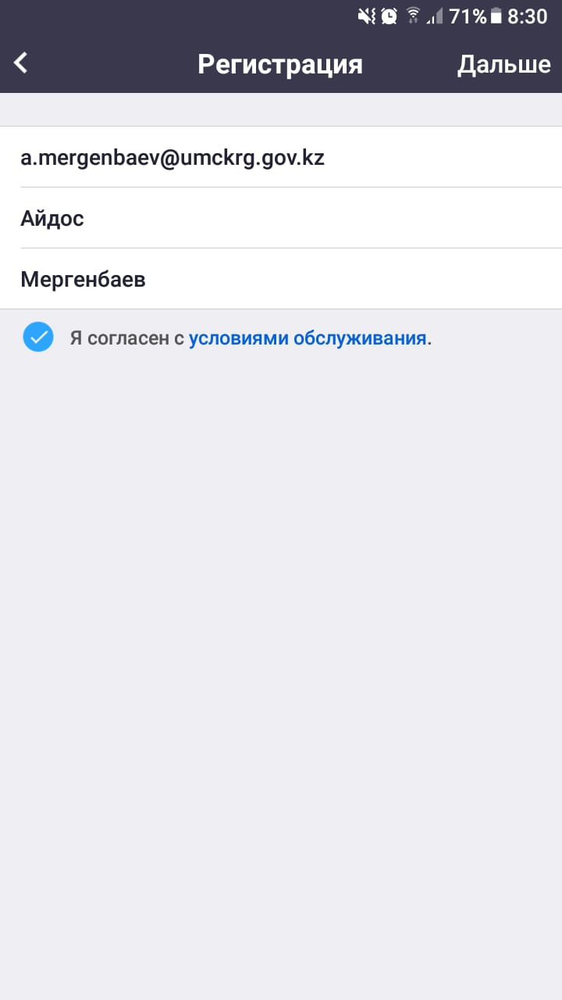 71% 8:30
Регистрация Дальше
a.mergenbaev@umckrg.gov.kz
Айдос
Мергенбаев
Я согласен с условиями обслуживания.